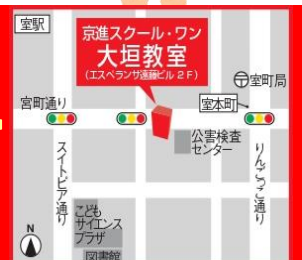 室駅
京進スクール・ワン
大垣教室
(エスペランサ遠藤ビル2F)
室町局
宮町通り
室本町
公害検査
センター
スイトピア通り
りんごっこ通り
こども
サイエンス
プラザ
図書館
N